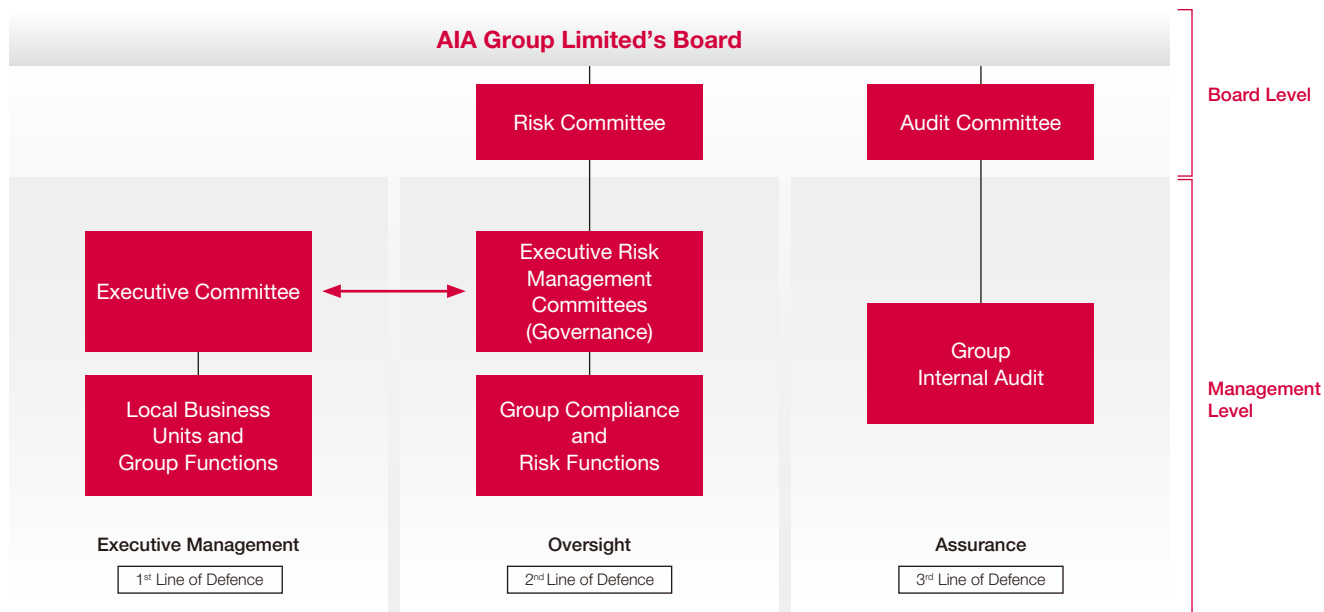 AIA Group Limited's Board
Board Level
Risk Committee
Audit Committee
Executive Committee
Executive Risk
Management
Committees
(Governance)
Group
Internal Audit
Management
Level
Local Business
Units and
Group Functions
Group Compliance
and
Risk Functions
Executive Management
Oversight
Assurance
1st Line of Defence
2nd Line of Defence
3rd Line of Defence